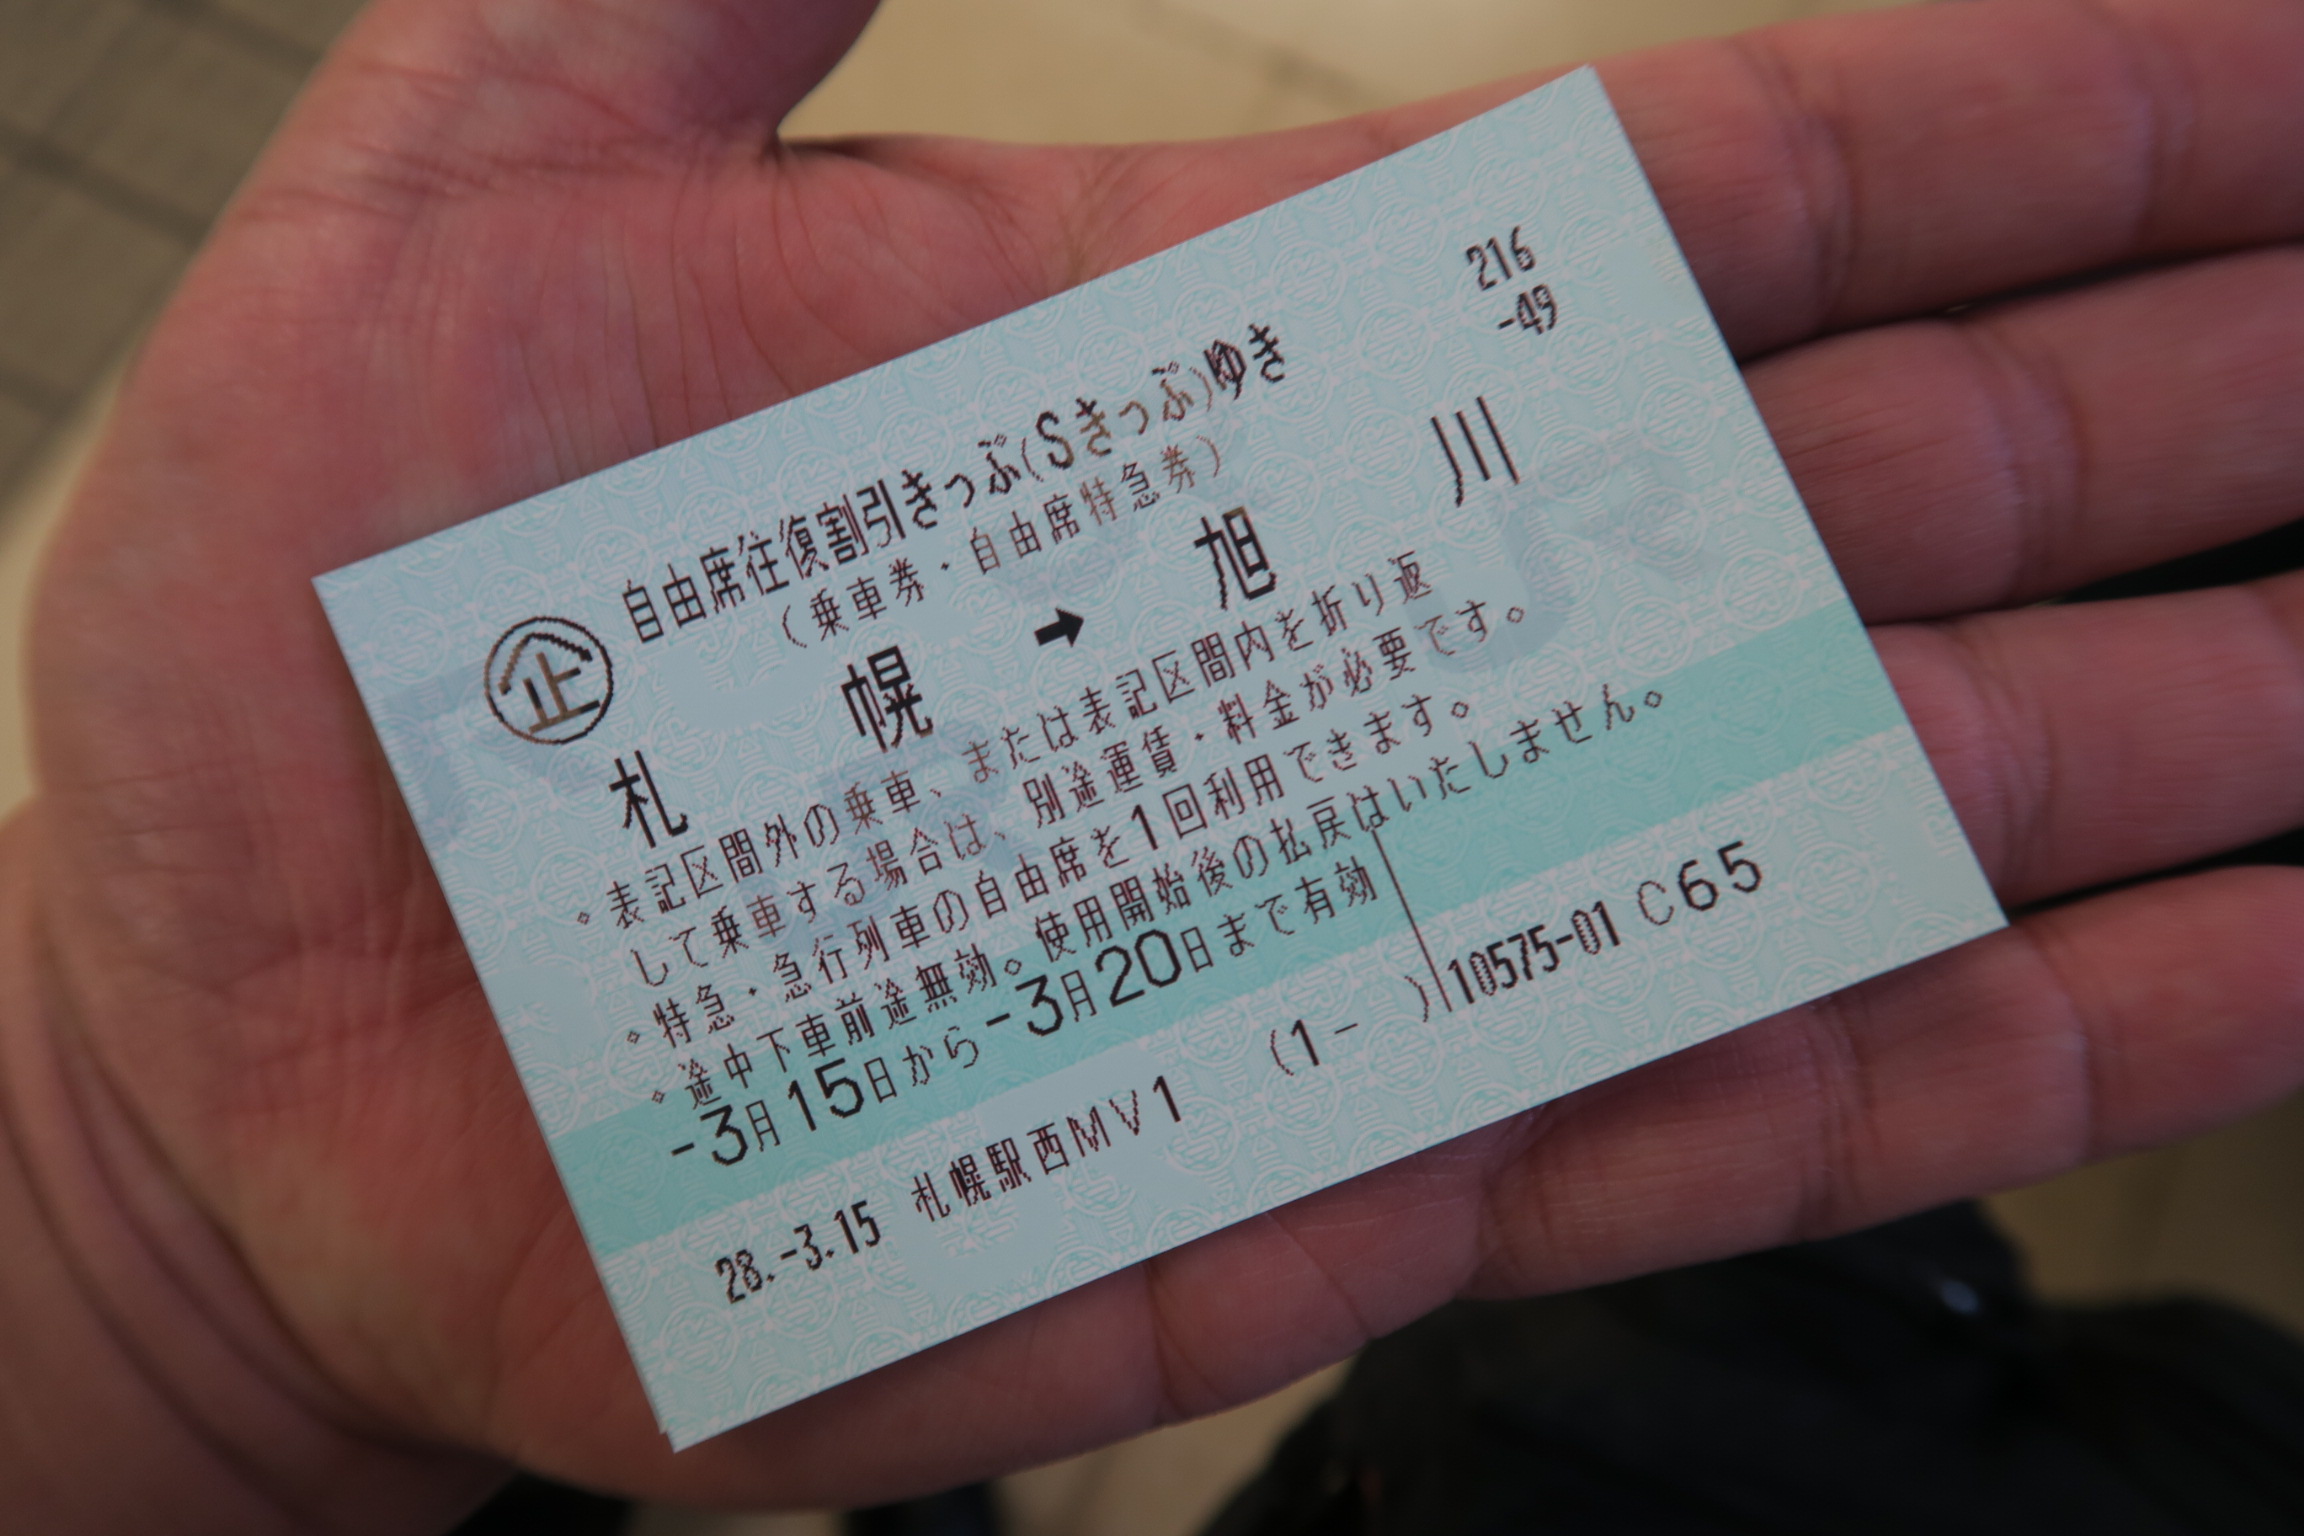 216
-49
企 自由席往復割引きっぷ(Sきっぷ)ゆき
(乗車券・自由席特急券)
札幌 ➡ 旭川
・表記区間外の乗車、または表記区間内を折り返
して乗車する場合は、別途運賃・料金が必要です。
・特急・急行列車の自由席を1回利用できます。
・途中下車前途無効。使用開始後の払戻はいたしません。
-3月15日から-3月20日まで有効
28.-3.15 札幌駅西MV1 (1- ) 10575-01 C65